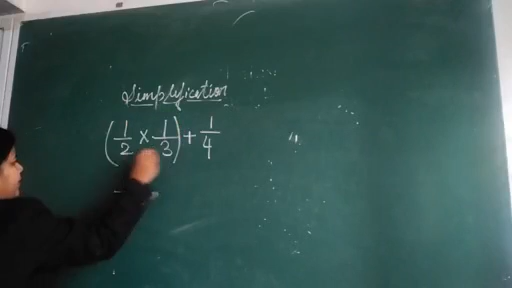 Simplification
(1/2 × 1/3) + 1/4